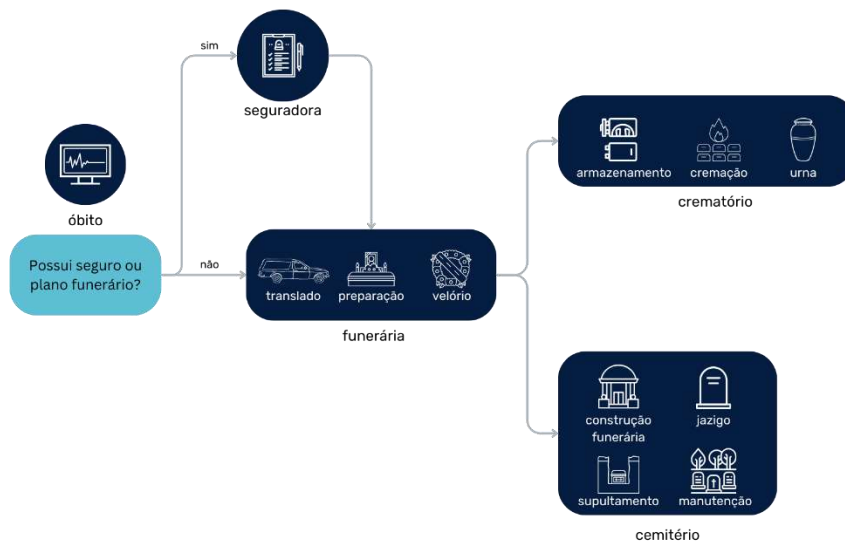 sim
seguradora
óbito
Possui seguro ou
plano funerário?
não
translado preparação velório
funerária
armazenamento cremação urna
crematório
construção jazigo
funerária
supultamento manutenção
cemitério